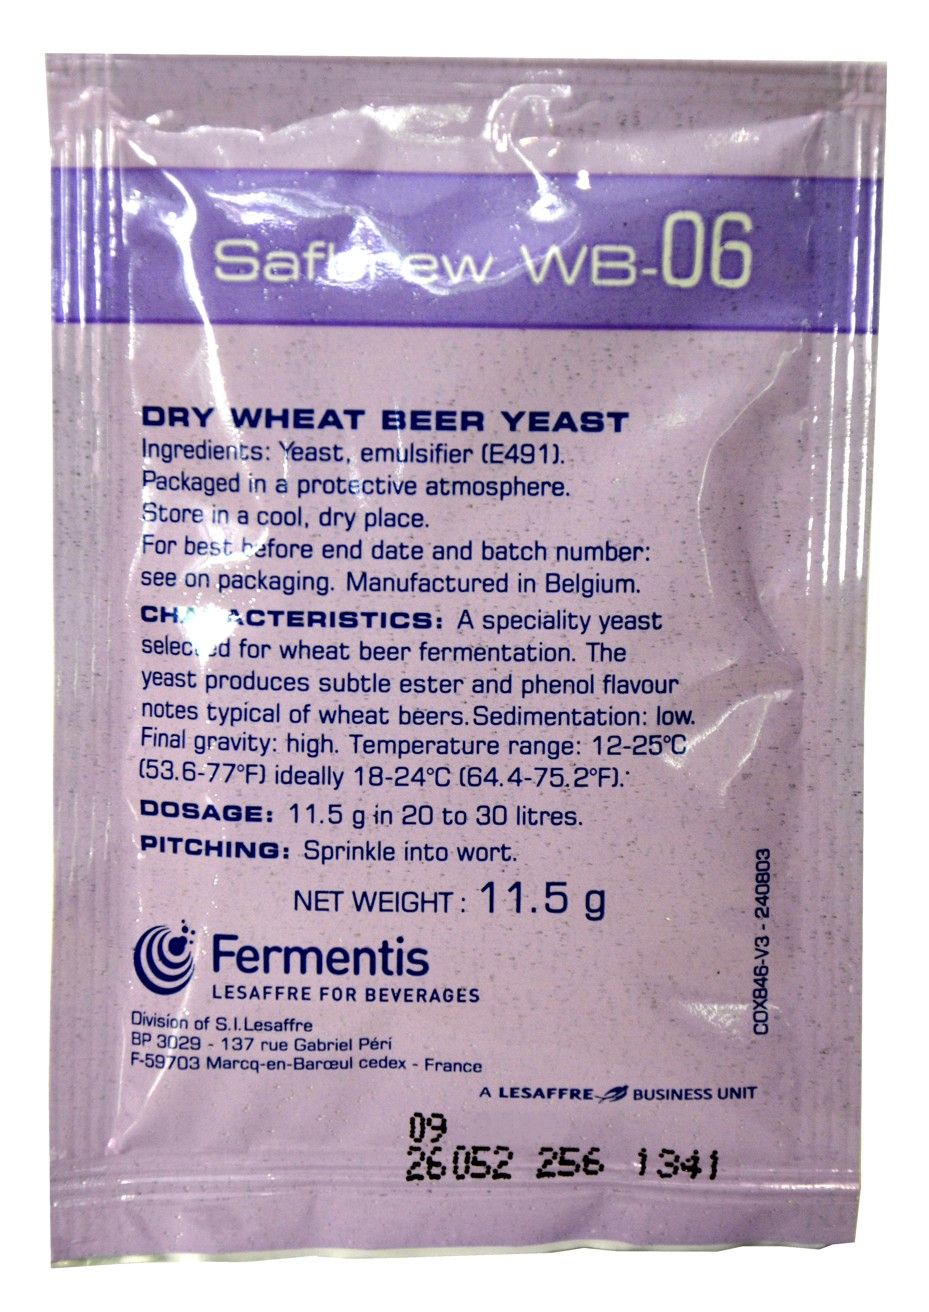 Safbrew WB-06
DRY WHEAT BEER YEAST
Ingredients: Yeast, emulsifier (E491).
Packaged in a protective atmosphere.
Store in a cool, dry place.
For best before end date and batch number:
see on packaging. Manufactured in Belgium.
CHARACTERISTICS: A speciality yeast
selected for wheat beer fermentation. The
yeast produces subtle ester and phenol flavour
notes typical of wheat beers. Sedimentation: low.
Final gravity: high. Temperature range: 12-25°C
(53.6-77°F) ideally 18-24°C (64.4-75.2°F).
DOSAGE: 11.5 g in 20 to 30 litres.
PITCHING: Sprinkle into wort.
NET WEIGHT : 11.5 g
Fermentis
LESAFFRE FOR BEVERAGES
Division of S.I.Lesaffre
BP 3029 - 137 rue Gabriel Péri
F-59703 Marcq-en-Barœul cedex - France
COX846-V3 - 240803
A LESAFFRE BUSINESS UNIT
09
26052 256 1341